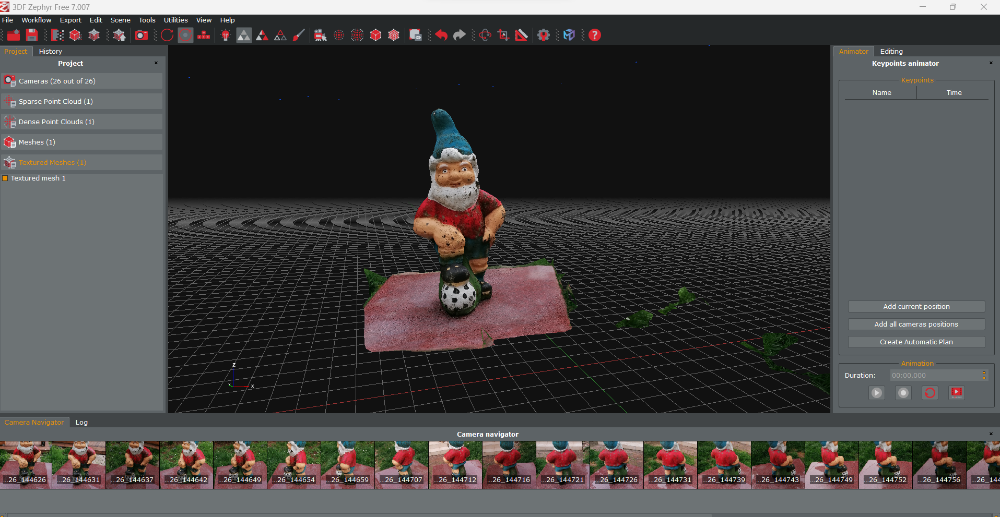 3DF Zephyr Free 7.007
File Workflow Export Edit Scene Tools Utilities View Help
Project History
Project
Cameras (26 out of 26)
Sparse Point Cloud (1)
Dense Point Clouds (1)
Meshes (1)
Textured Meshes (1)
Textured mesh 1
Z
Y
X
Animator Editing
Keypoints animator
Keypoints
Name Time
Add current position
Add all cameras positions
Create Automatic Plan
Animation
Duration: 00:00.000
Camera Navigator Log
Camera navigator
...26_144626 ...26_144631 ...26_144637 ...26_144642 ...26_144649 ...26_144654 ...26_144659 ...26_144707 ...26_144712 ...26_144716 ...26_144721 ...26_144726 ...26_144731 ...26_144739 ...26_144743 ...26_144749 ...26_144752 ...26_144756 ...26_144